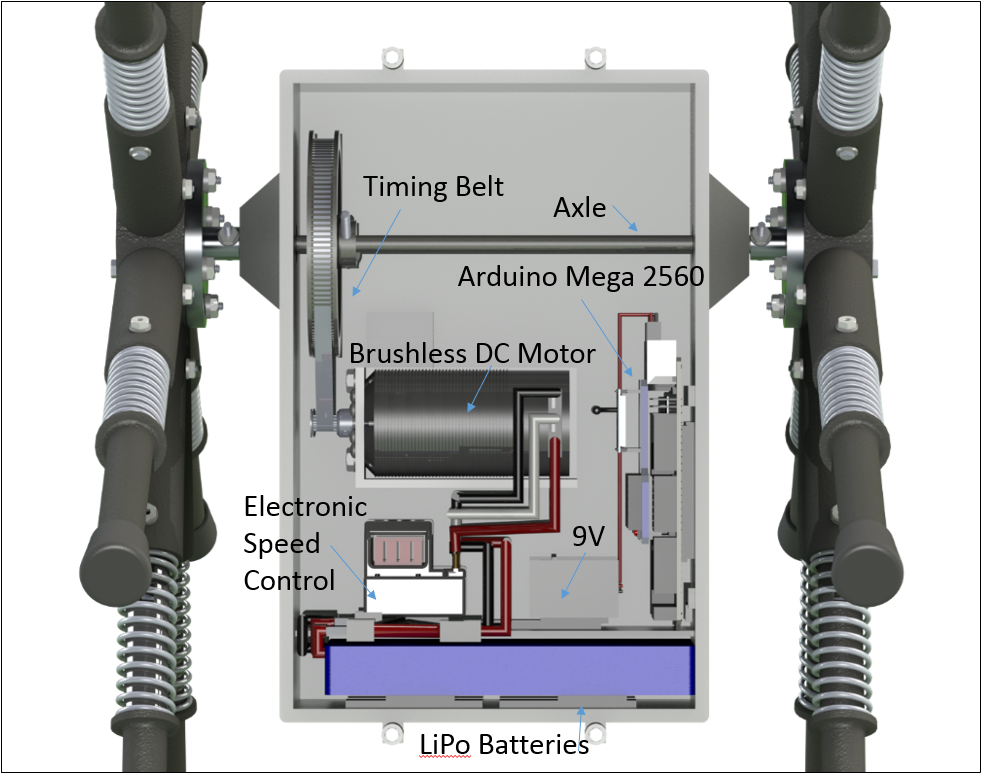 Timing Belt
Axle
Arduino Mega 2560
Brushless DC Motor
Electronic
Speed
Control
9V
LiPo Batteries